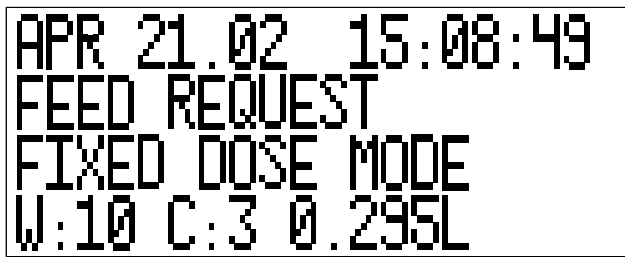 APR 21.02 15:08:49
FEED REQUEST
FIXED DOSE MODE
W:10 C:3 0.295L